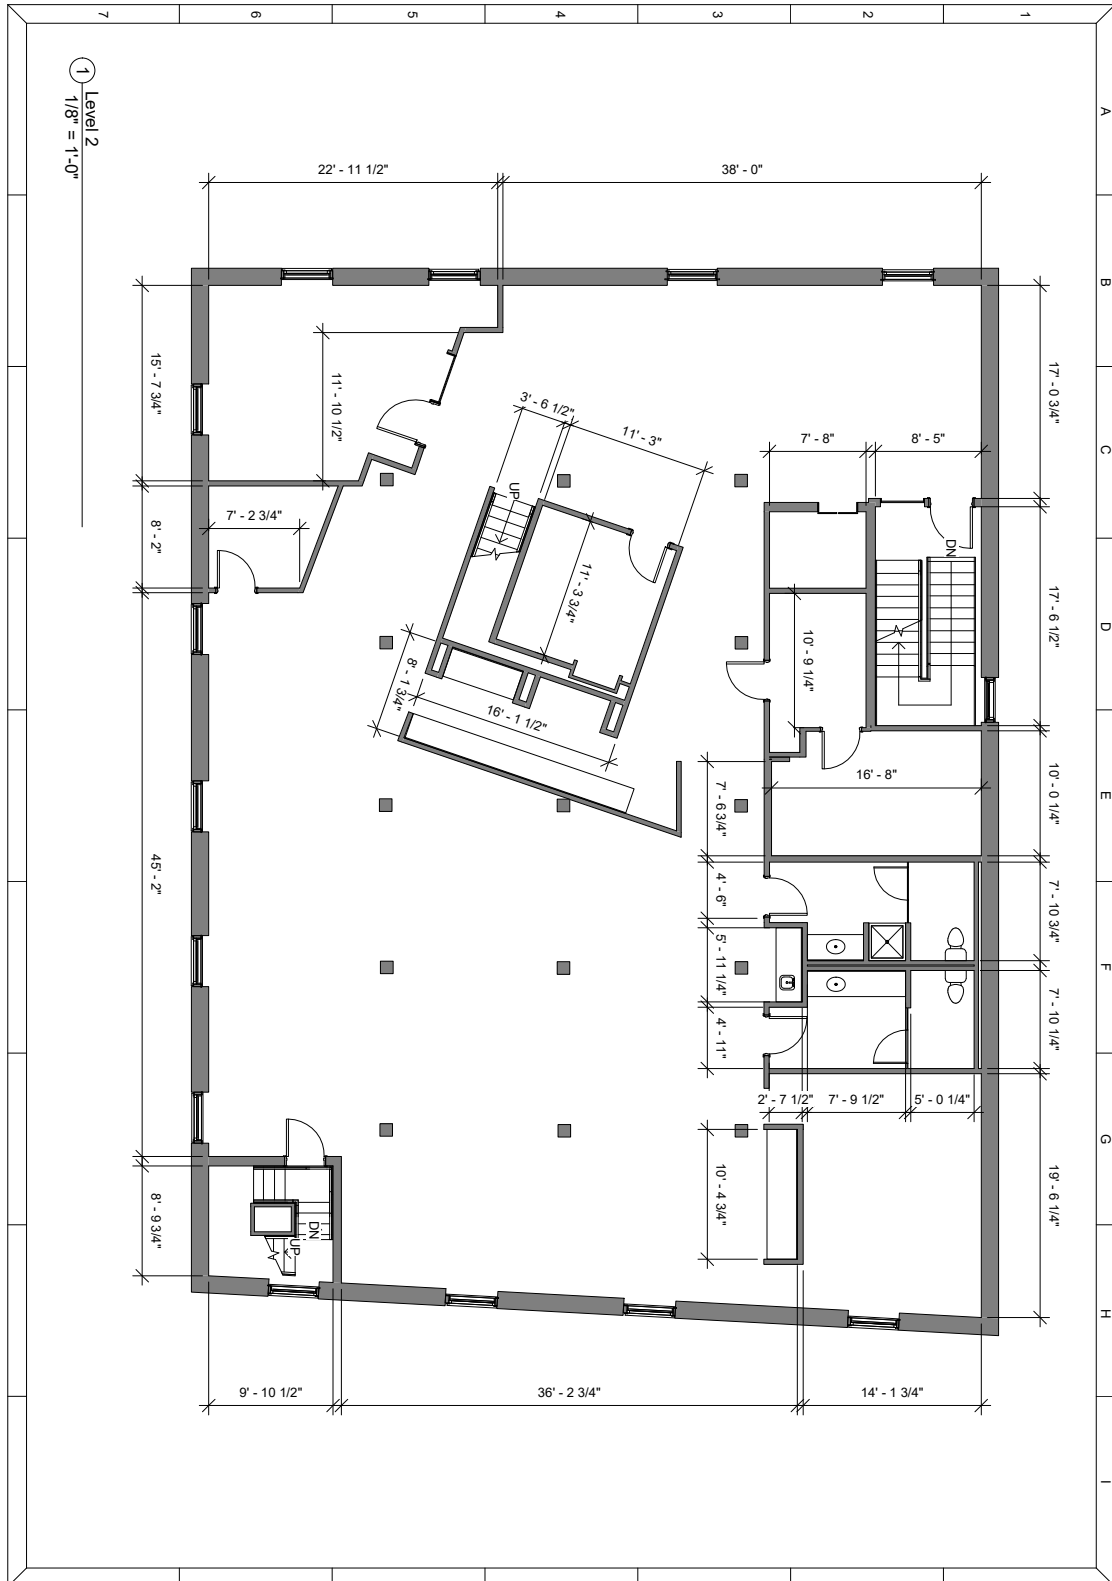 7
6
5
4
3
2
1
A
B
C
D
E
F
G
H
I
1
Level 2
1/8" = 1'-0"
22' - 11 1/2"
38' - 0"
15' - 7 3/4"
11' - 10 1/2"
8' - 2"
7' - 2 3/4"
45' - 2"
8' - 9 3/4"
3' - 6 1/2"
11' - 3"
UP
11' - 3 3/4"
8' - 1 3/4"
16' - 1 1/2"
7' - 8"
8' - 5"
17' - 0 3/4"
DN
17' - 6 1/2"
10' - 9 1/4"
16' - 8"
10' - 0 1/4"
7' - 6 3/4"
4' - 6"
7' - 10 3/4"
5' - 11 1/4"
7' - 10 1/4"
4' - 11"
2' - 7 1/2"
7' - 9 1/2"
5' - 0 1/4"
10' - 4 3/4"
19' - 6 1/4"
DN
UP
9' - 10 1/2"
36' - 2 3/4"
14' - 1 3/4"